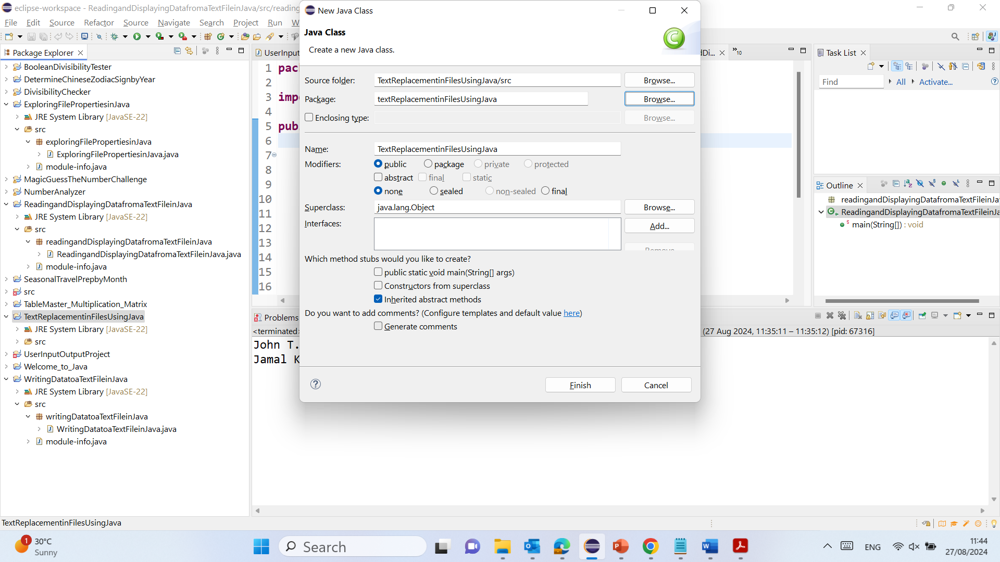 eclipse-workspace - ReadingandDisplayingDatafromaTextFileinJava/src/reading
File Edit Source Refactor Source Navigate Search Project Run W
Package Explorer
BooleanDivisibilityTester
DetermineChineseZodiacSignbyYear
DivisibilityChecker
ExploringFilePropertiesinJava
JRE System Library [JavaSE-22]
src
exploringFilePropertiesinJava
ExploringFilePropertiesinJava.java
module-info.java
MagicGuessTheNumberChallenge
NumberAnalyzer
ReadingandDisplayingDatafromaTextFileinJava
JRE System Library [JavaSE-22]
src
readingandDisplayingDatafromaTextFileinJava
ReadingandDisplayingDatafromaTextFileinJava.java
module-info.java
SeasonalTravelPrepbyMonth
src
TableMaster_Multiplication_Matrix
TextReplacementinFilesUsingJava
JRE System Library [JavaSE-22]
src
UserInputOutputProject
Welcome_to_Java
WritingDatatoaTextFileinJava
JRE System Library [JavaSE-22]
src
writingDatatoaTextFileinJava
WritingDatatoaTextFileinJava.java
module-info.java
UserInput
dDi...
10
1 pac
2
3 imp
4
5 pub
6
7
8
9
10
11
12
13
14
15
16
New Java Class
Java Class
Create a new Java class.
Source folder: TextReplacementinFilesUsingJava/src Browse...
Package: textReplacementinFilesUsingJava Browse...
Enclosing type: Browse...
Name: TextReplacementinFilesUsingJava
Modifiers: public package private protected
abstract final static
none sealed non-sealed final
Superclass: java.lang.Object Browse...
Interfaces: Add...
Remove
Which method stubs would you like to create?
public static void main(String[] args)
Constructors from superclass
Inherited abstract methods
Do you want to add comments? (Configure templates and default value here)
Generate comments
Finish Cancel
Task List
Find All Activate...
Outline
readingandDisplayingDatafromaTextFileinJa
ReadingandDisplayingDatafromaTextFileinJa
main(String[]) : void
Problems
<terminated> (27 Aug 2024, 11:35:11 – 11:35:12) [pid: 67316]
John T.
Jamal K
TextReplacementinFilesUsingJava
1
30°C
Sunny
Search
ENG
11:44
27/08/2024